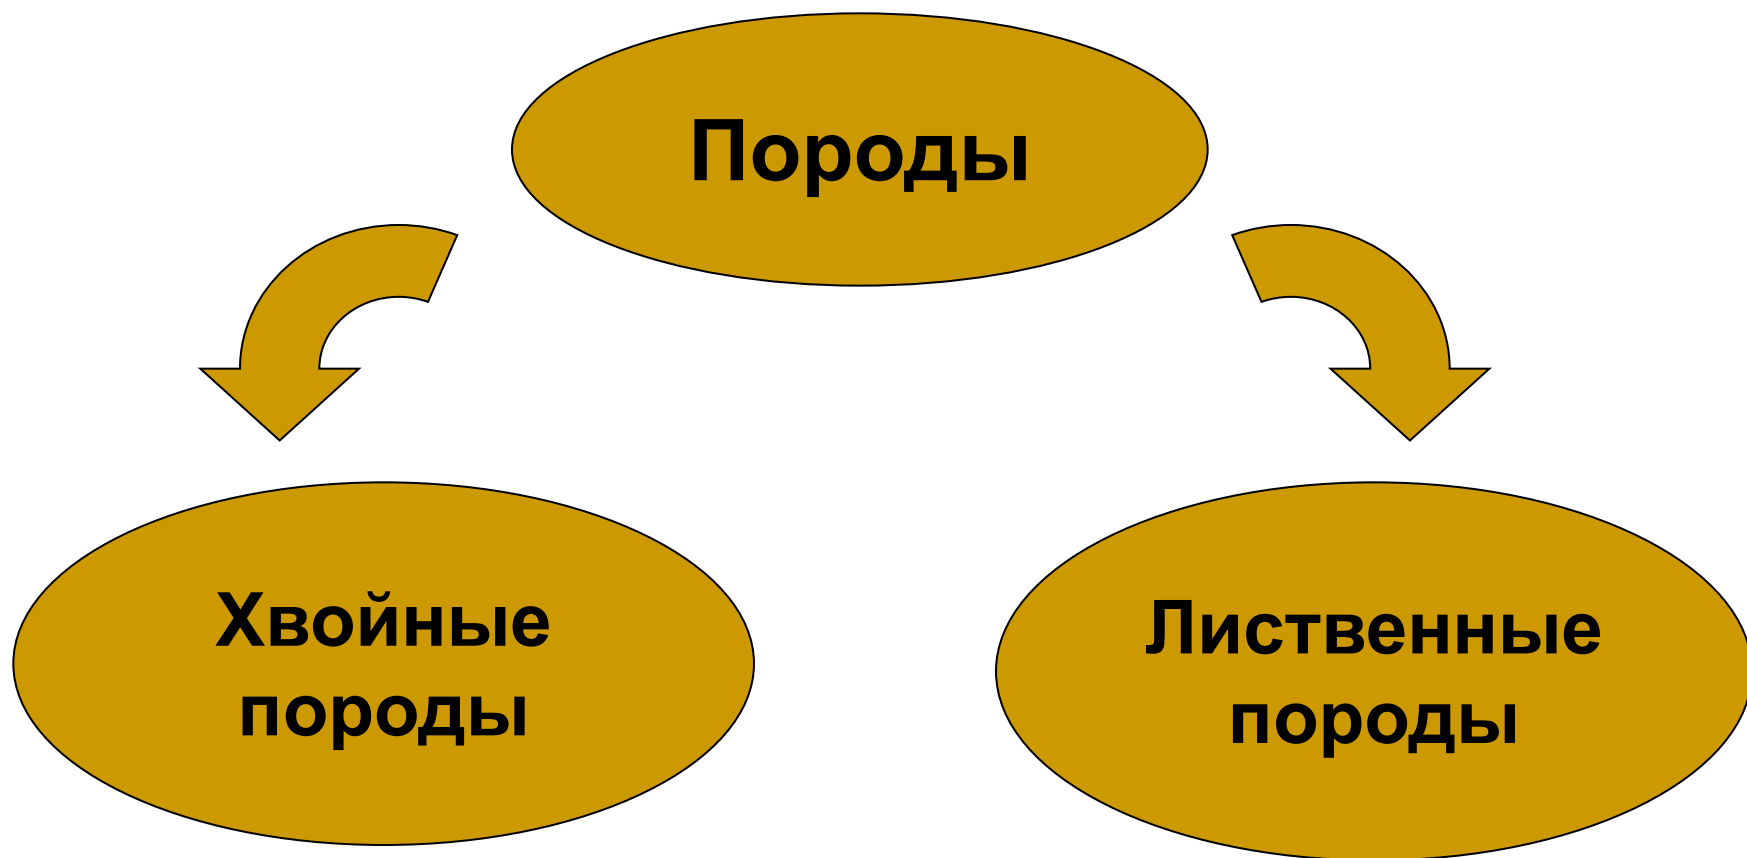 Породы
Хвойные
породы
Лиственные
породы